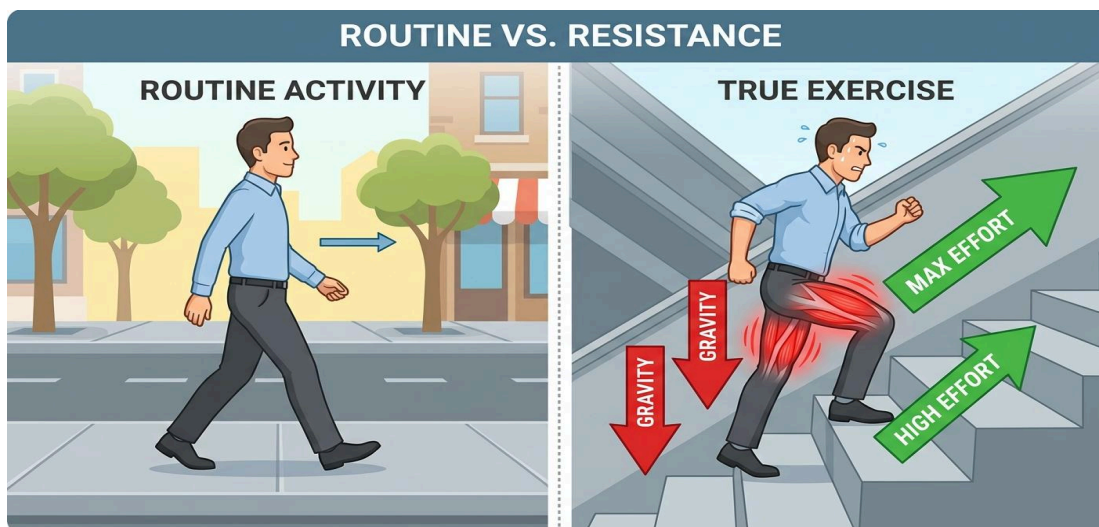 ROUTINE VS. RESISTANCE
ROUTINE ACTIVITY
TRUE EXERCISE
GRAVITY
GRAVITY
MAX EFFORT
HIGH EFFORT